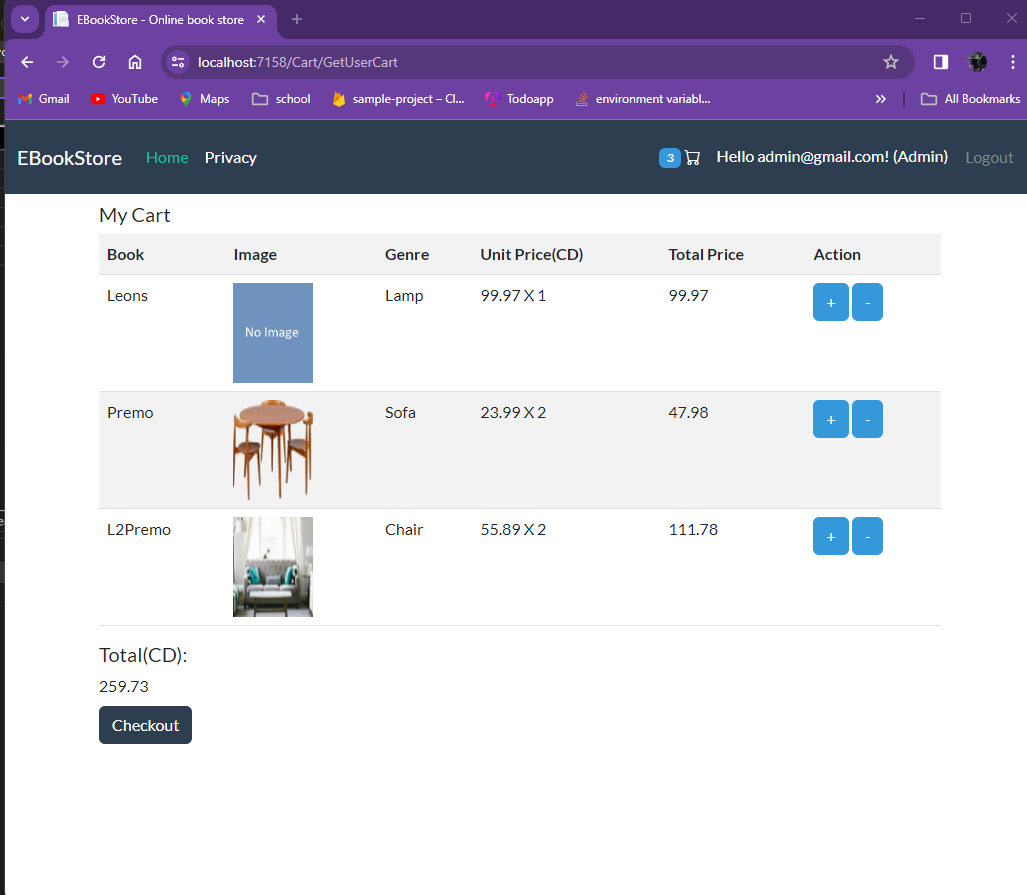 EBookStore - Online book store
localhost:7158/Cart/GetUserCart
Gmail YouTube Maps school sample-project – Cl... Todoapp environment variabl... All Bookmarks
EBookStore Home Privacy 3 Hello admin@gmail.com! (Admin) Logout
My Cart
Book Image Genre Unit Price(CD) Total Price Action
Leons No Image Lamp 99.97 X 1 99.97 + -
Premo Sofa 23.99 X 2 47.98 + -
L2Premo Chair 55.89 X 2 111.78 + -
Total(CD):
259.73
Checkout